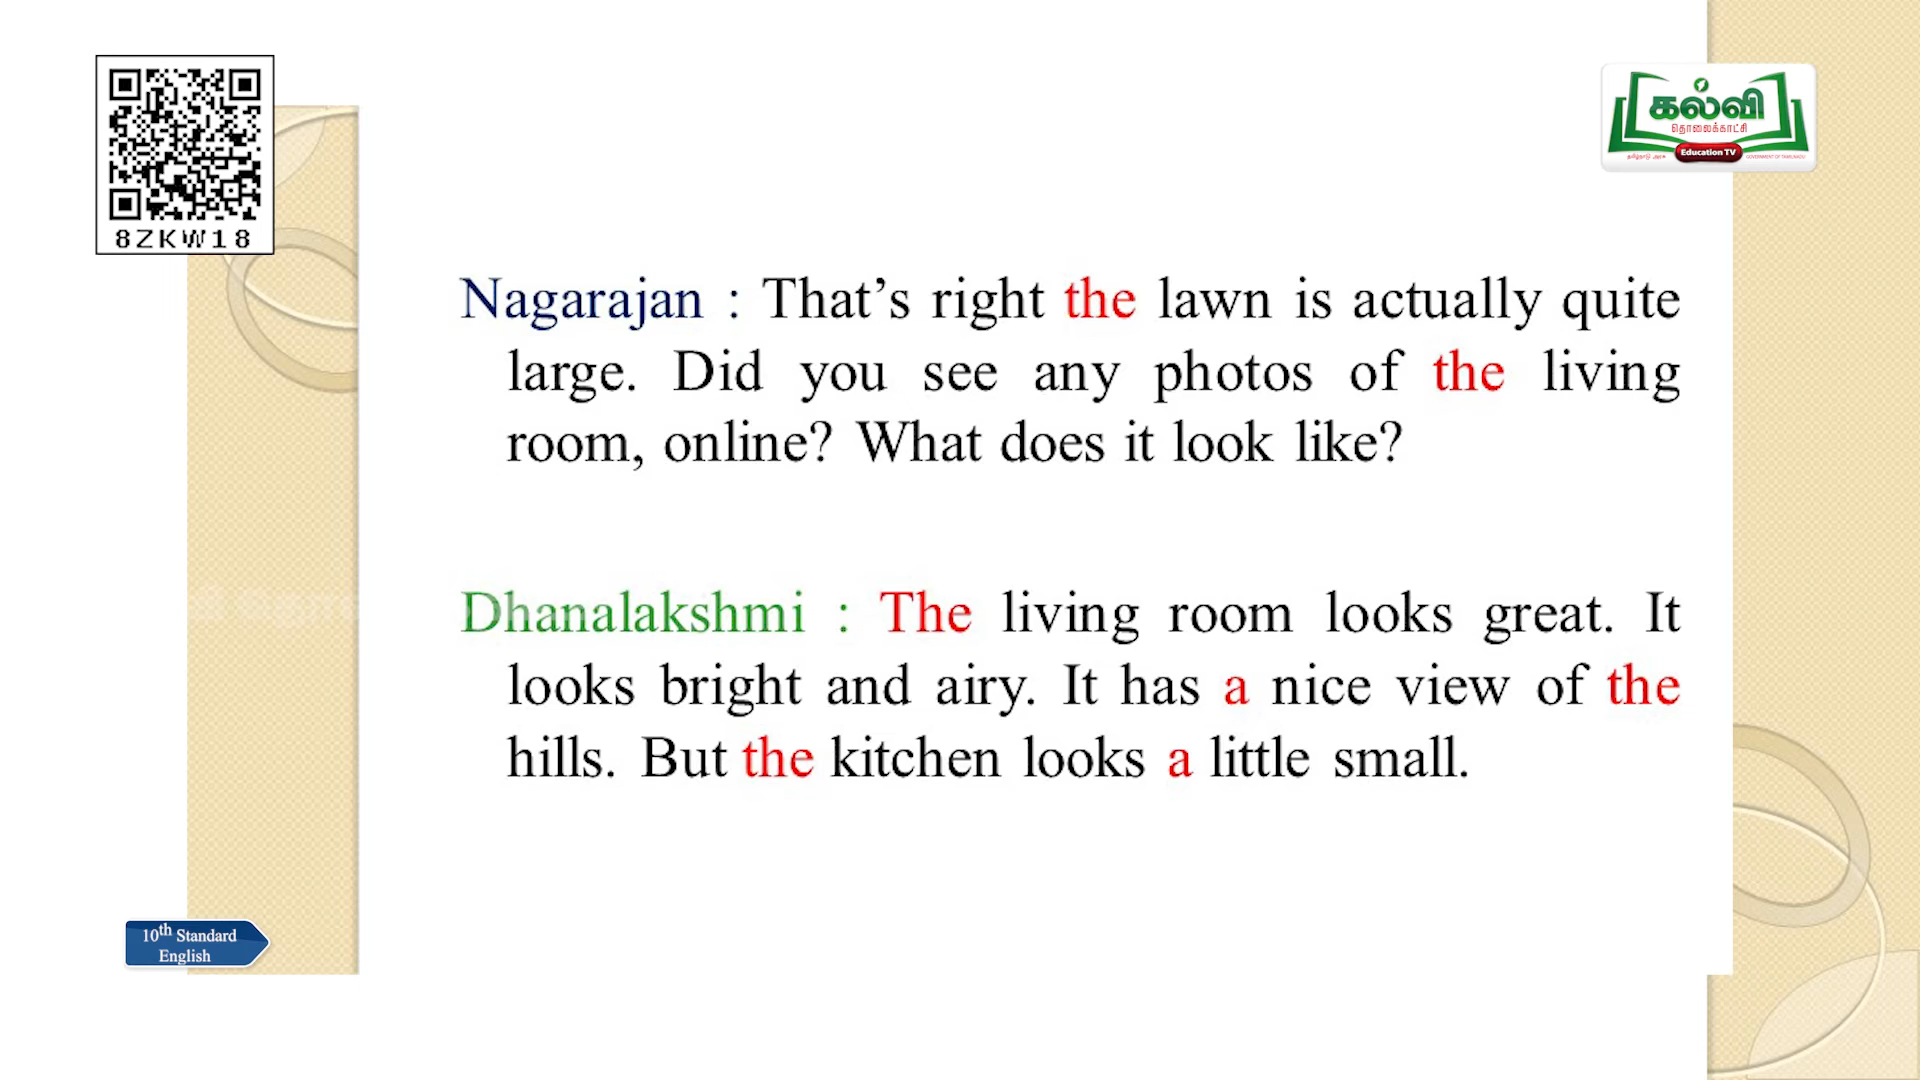 கல்வி
தொலைக்காட்சி
Education TV
8ZKW18
Nagarajan : That’s right the lawn is actually quite
large. Did you see any photos of the living
room, online? What does it look like?
Dhanalakshmi : The living room looks great. It
looks bright and airy. It has a nice view of the
hills. But the kitchen looks a little small.
10th Standard
English